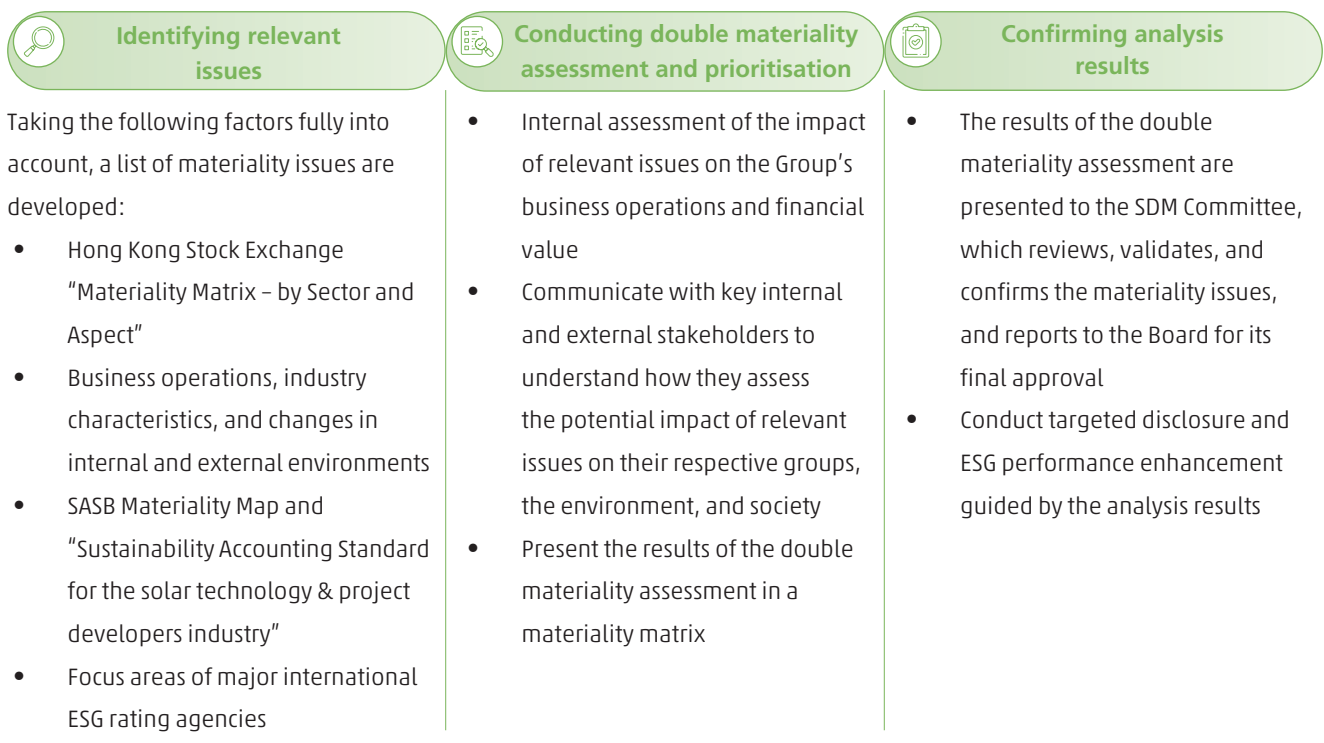 Identifying relevant
issues
Taking the following factors fully into
account, a list of materiality issues are
developed:
• Hong Kong Stock Exchange
“Materiality Matrix – by Sector and
Aspect”
• Business operations, industry
characteristics, and changes in
internal and external environments
• SASB Materiality Map and
“Sustainability Accounting Standard
for the solar technology & project
developers industry”
• Focus areas of major international
ESG rating agencies
Conducting double materiality
assessment and prioritisation
• Internal assessment of the impact
of relevant issues on the Group’s
business operations and financial
value
• Communicate with key internal
and external stakeholders to
understand how they assess
the potential impact of relevant
issues on their respective groups,
the environment, and society
• Present the results of the double
materiality assessment in a
materiality matrix
Confirming analysis
results
• The results of the double
materiality assessment are
presented to the SDM Committee,
which reviews, validates, and
confirms the materiality issues,
and reports to the Board for its
final approval
• Conduct targeted disclosure and
ESG performance enhancement
guided by the analysis results